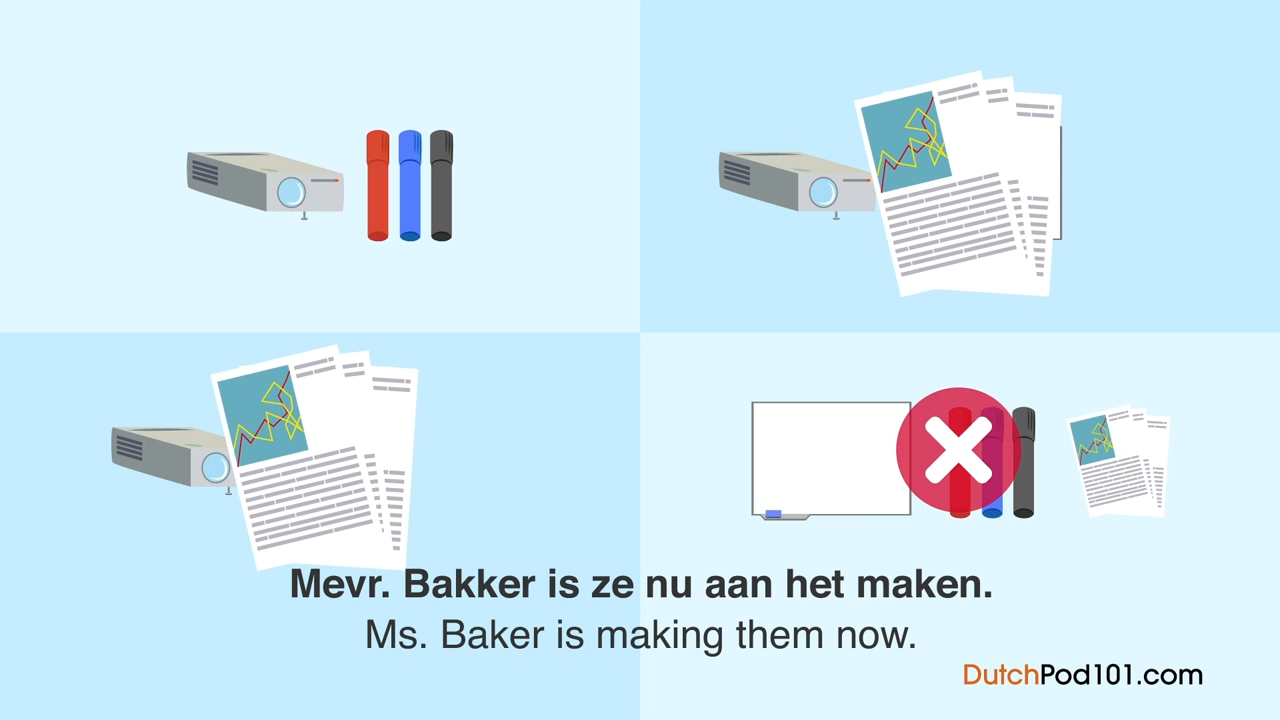 Mevr. Bakker is ze nu aan het maken.
Ms. Baker is making them now.
DutchPod101.com